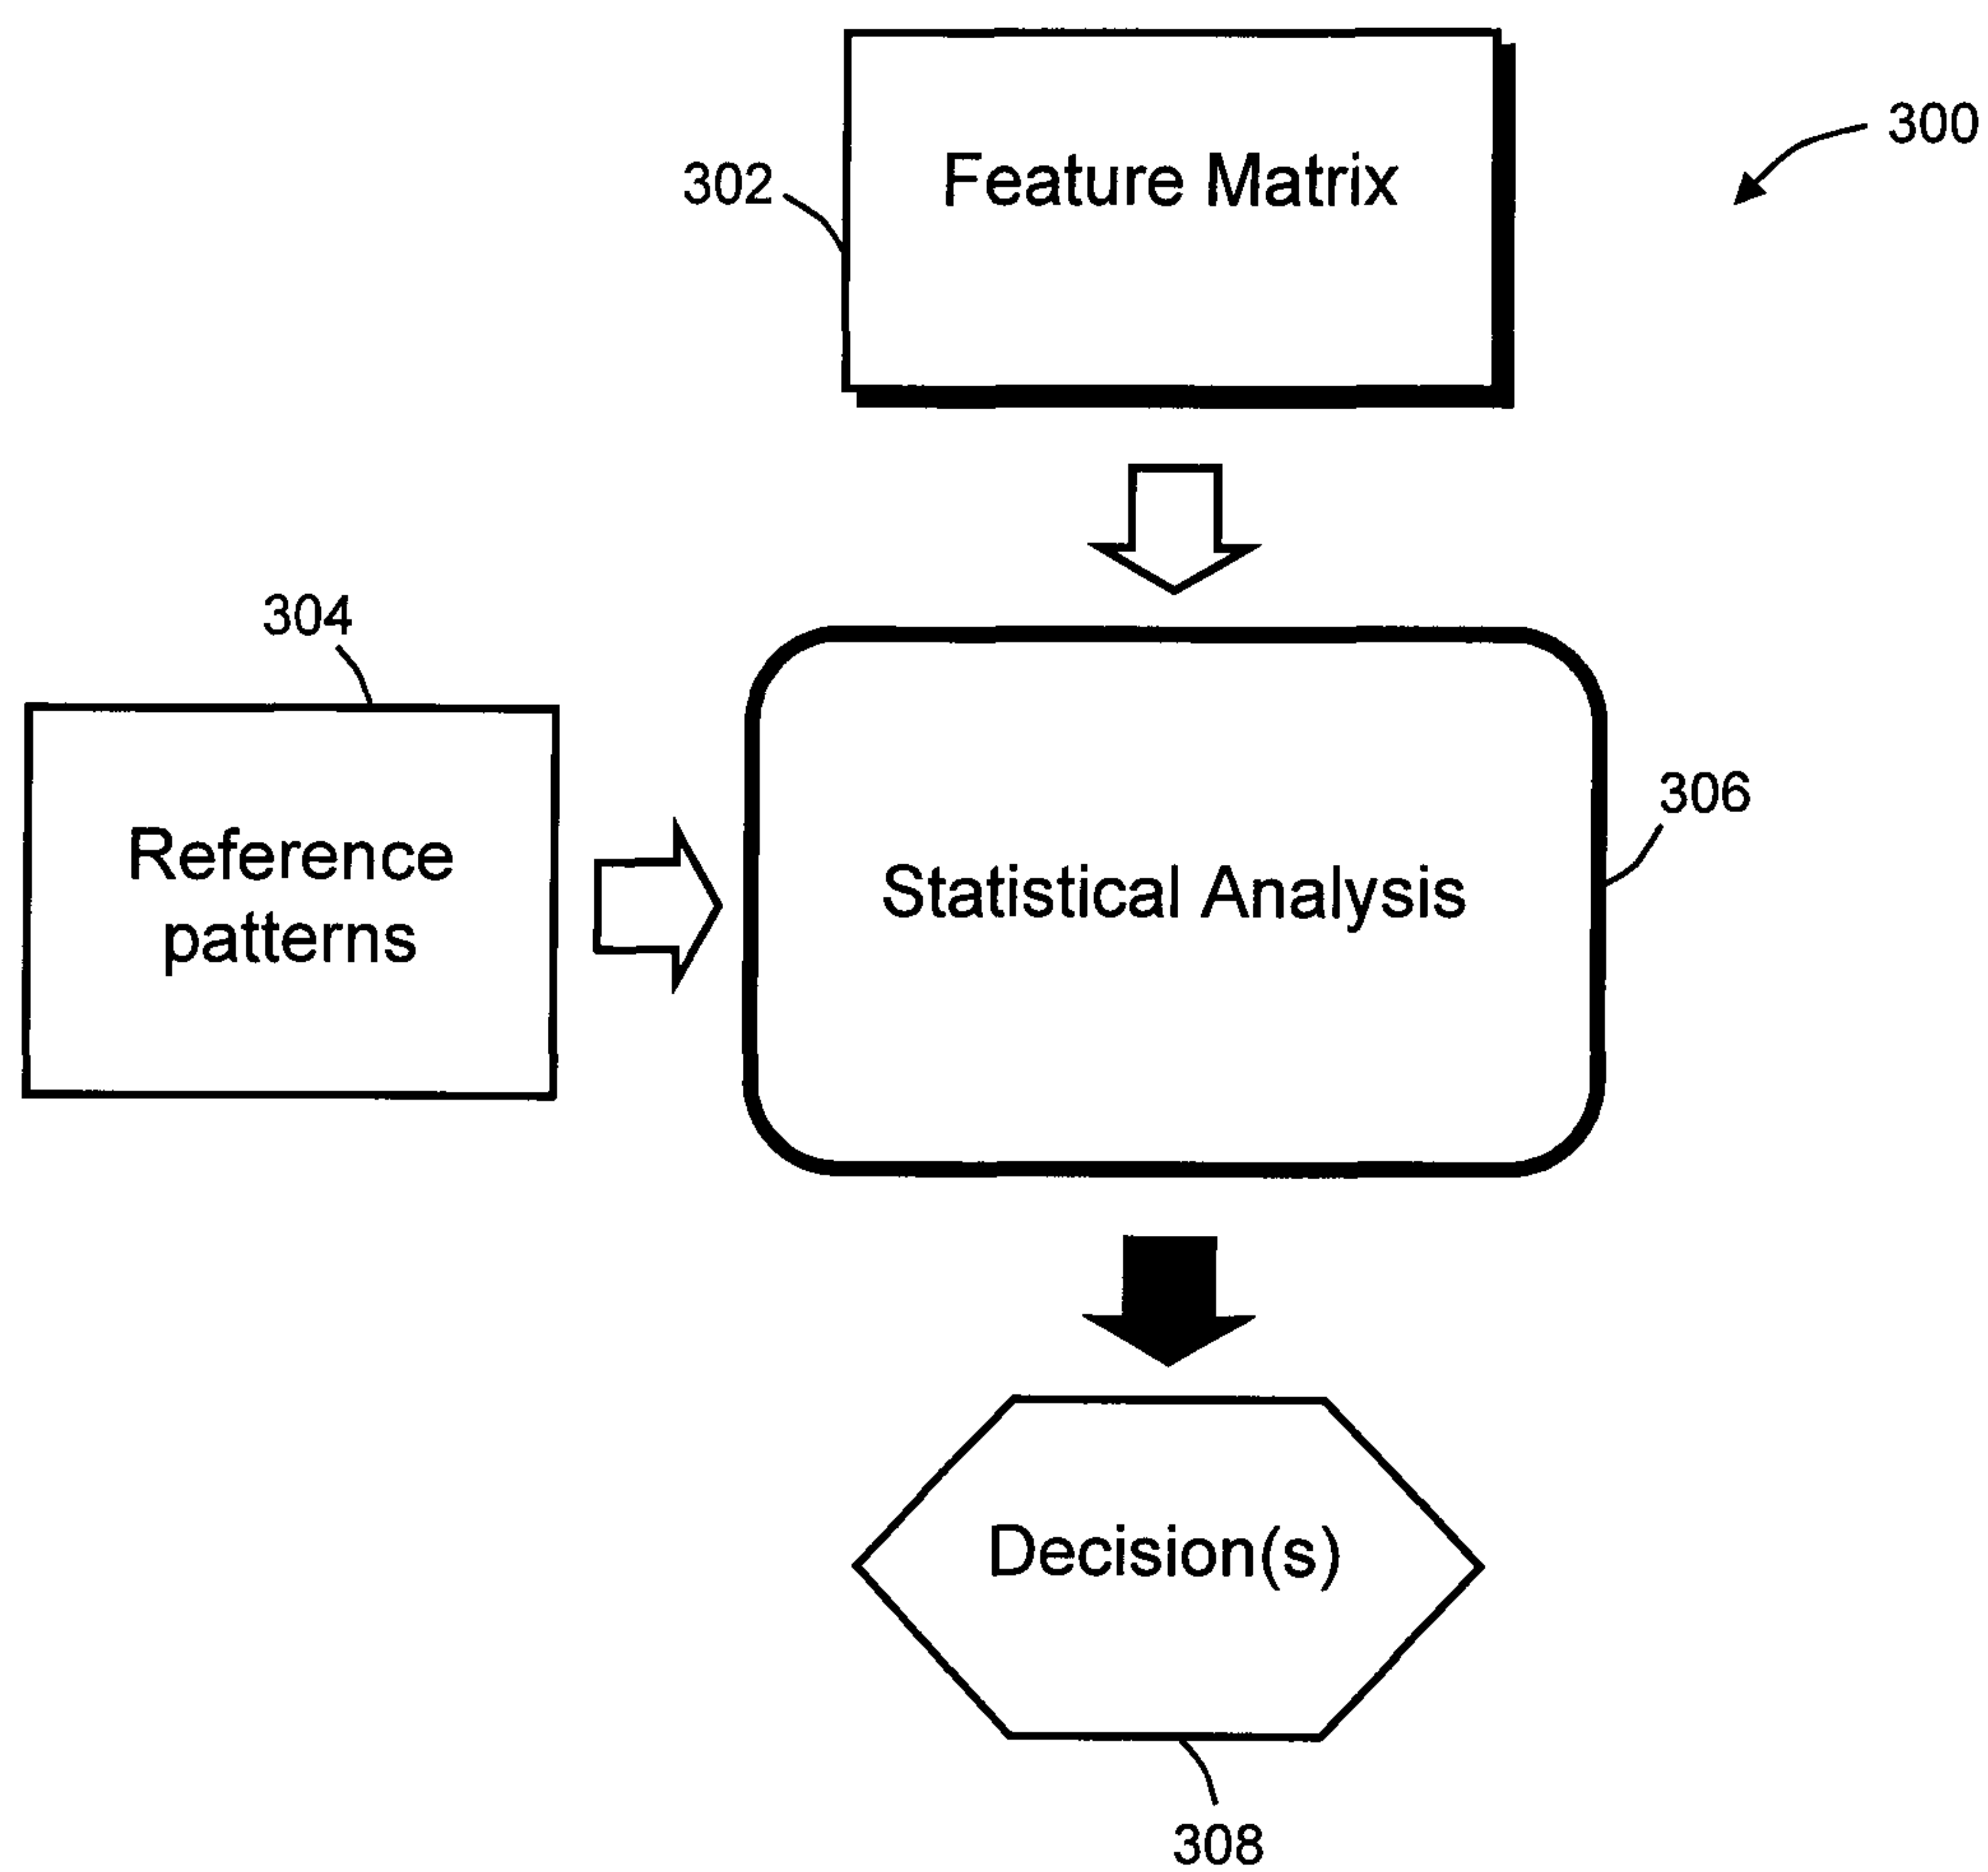 300
302
Feature Matrix
304
Reference
patterns
306
Statistical Analysis
Decision(s)
308